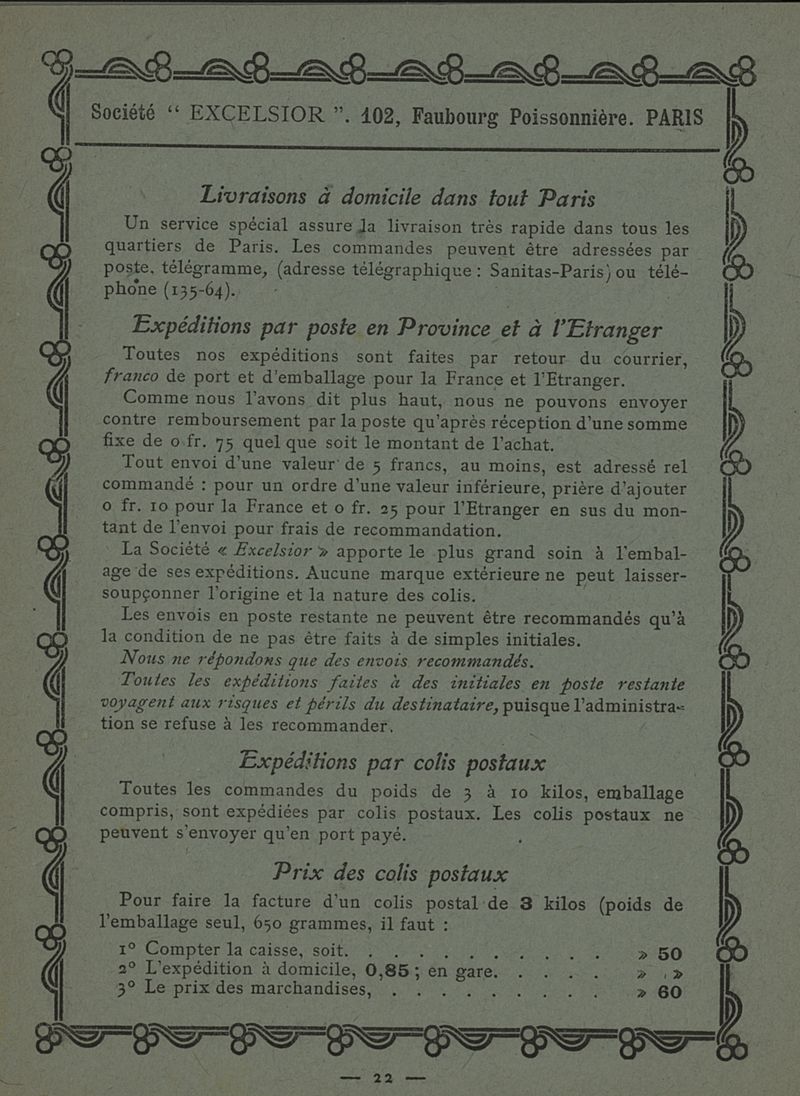 Société “ EXCELSIOR ”. 102, Faubourg Poissonnière. PARIS
Livraisons à domicile dans tout Paris
Un service spécial assure la livraison très rapide dans tous les
quartiers de Paris. Les commandes peuvent être adressées par
poste, télégramme, (adresse télégraphique : Sanitas-Paris) ou télé-
phone (135-64).
Expéditions par poste en Province et à l'Etranger
Toutes nos expéditions sont faites par retour du courrier,
franco de port et d'emballage pour la France et l'Etranger.
Comme nous l'avons dit plus haut, nous ne pouvons envoyer
contre remboursement par la poste qu'après réception d'une somme
fixe de 0 fr. 75 quel que soit le montant de l'achat.
Tout envoi d'une valeur de 5 francs, au moins, est adressé rel
commandé : pour un ordre d'une valeur inférieure, prière d'ajouter
0 fr. 10 pour la France et 0 fr. 25 pour l'Etranger en sus du mon-
tant de l'envoi pour frais de recommandation.
La Société « Excelsior » apporte le plus grand soin à l'embal-
age de ses expéditions. Aucune marque extérieure ne peut laisser-
soupçonner l'origine et la nature des colis.
Les envois en poste restante ne peuvent être recommandés qu'à
la condition de ne pas être faits à de simples initiales.
Nous ne répondons que des envois recommandés.
Toutes les expéditions faites à des initiales en poste restante
voyagent aux risques et périls du destinataire, puisque l'administra-
tion se refuse à les recommander.
Expéditions par colis postaux
Toutes les commandes du poids de 3 à 10 kilos, emballage
compris, sont expédiées par colis postaux. Les colis postaux ne
peuvent s'envoyer qu'en port payé.
Prix des colis postaux
Pour faire la facture d'un colis postal de 3 kilos (poids de
l'emballage seul, 650 grammes, il faut :
1º Compter la caisse, soit. . . . . . . . . . . » 50
2º L'expédition à domicile, 0,85 ; en gare. . . . . » »
3º Le prix des marchandises, . . . . . . . . . » 60
— 22 —